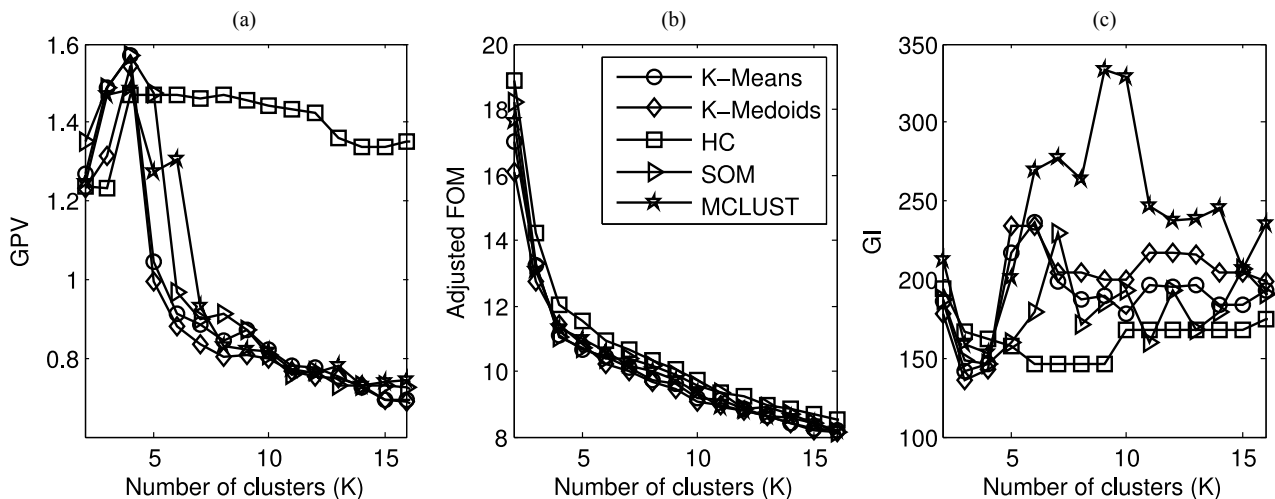 (a)
1.6
1.4
1.2
1
0.8
5
10
15
GPV
Number of clusters (K)
(b)
20
18
16
14
12
10
8
5
10
15
Adjusted FOM
Number of clusters (K)
K−Means
K−Medoids
HC
SOM
MCLUST
(c)
350
300
250
200
150
100
5
10
15
GI
Number of clusters (K)